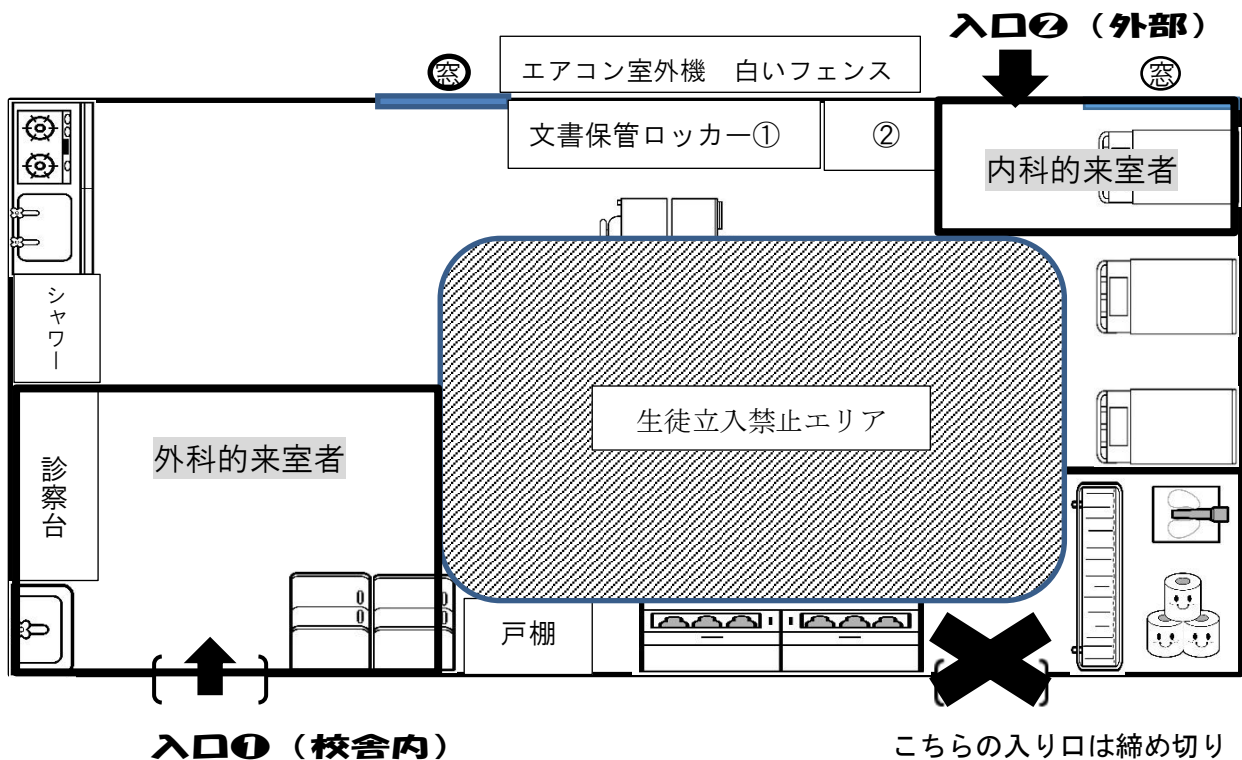 入口❷（外部）
窓
エアコン室外機　白いフェンス
窓
文書保管ロッカー①
②
内科的来室者
シャワー
生徒立入禁止エリア
外科的来室者
診察台
戸棚
入口❶（校舎内）
こちらの入り口は締め切り